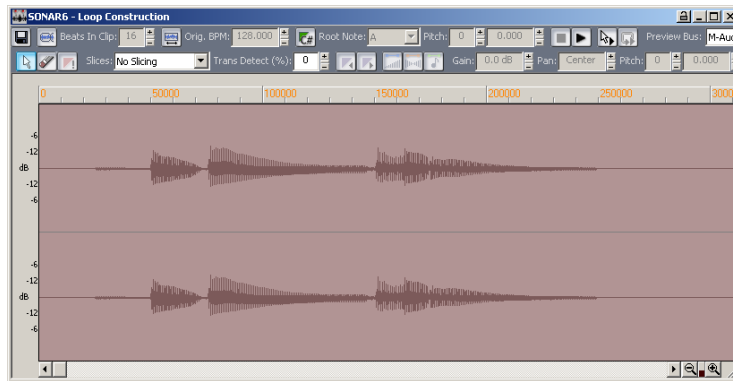 SONAR6 - Loop Construction
Beats In Clip: 16 Orig. BPM: 128.000 C# Root Note: A Pitch: 0 0.000 Preview Bus: M-Aud
Slices: No Slicing Trans Detect (%): 0 Gain: 0.0 dB Pan: Center Pitch: 0 0.000
0 50000 100000 150000 200000 250000 3000
-6
-12
dB
-12
-6
-6
-12
dB
-12
-6